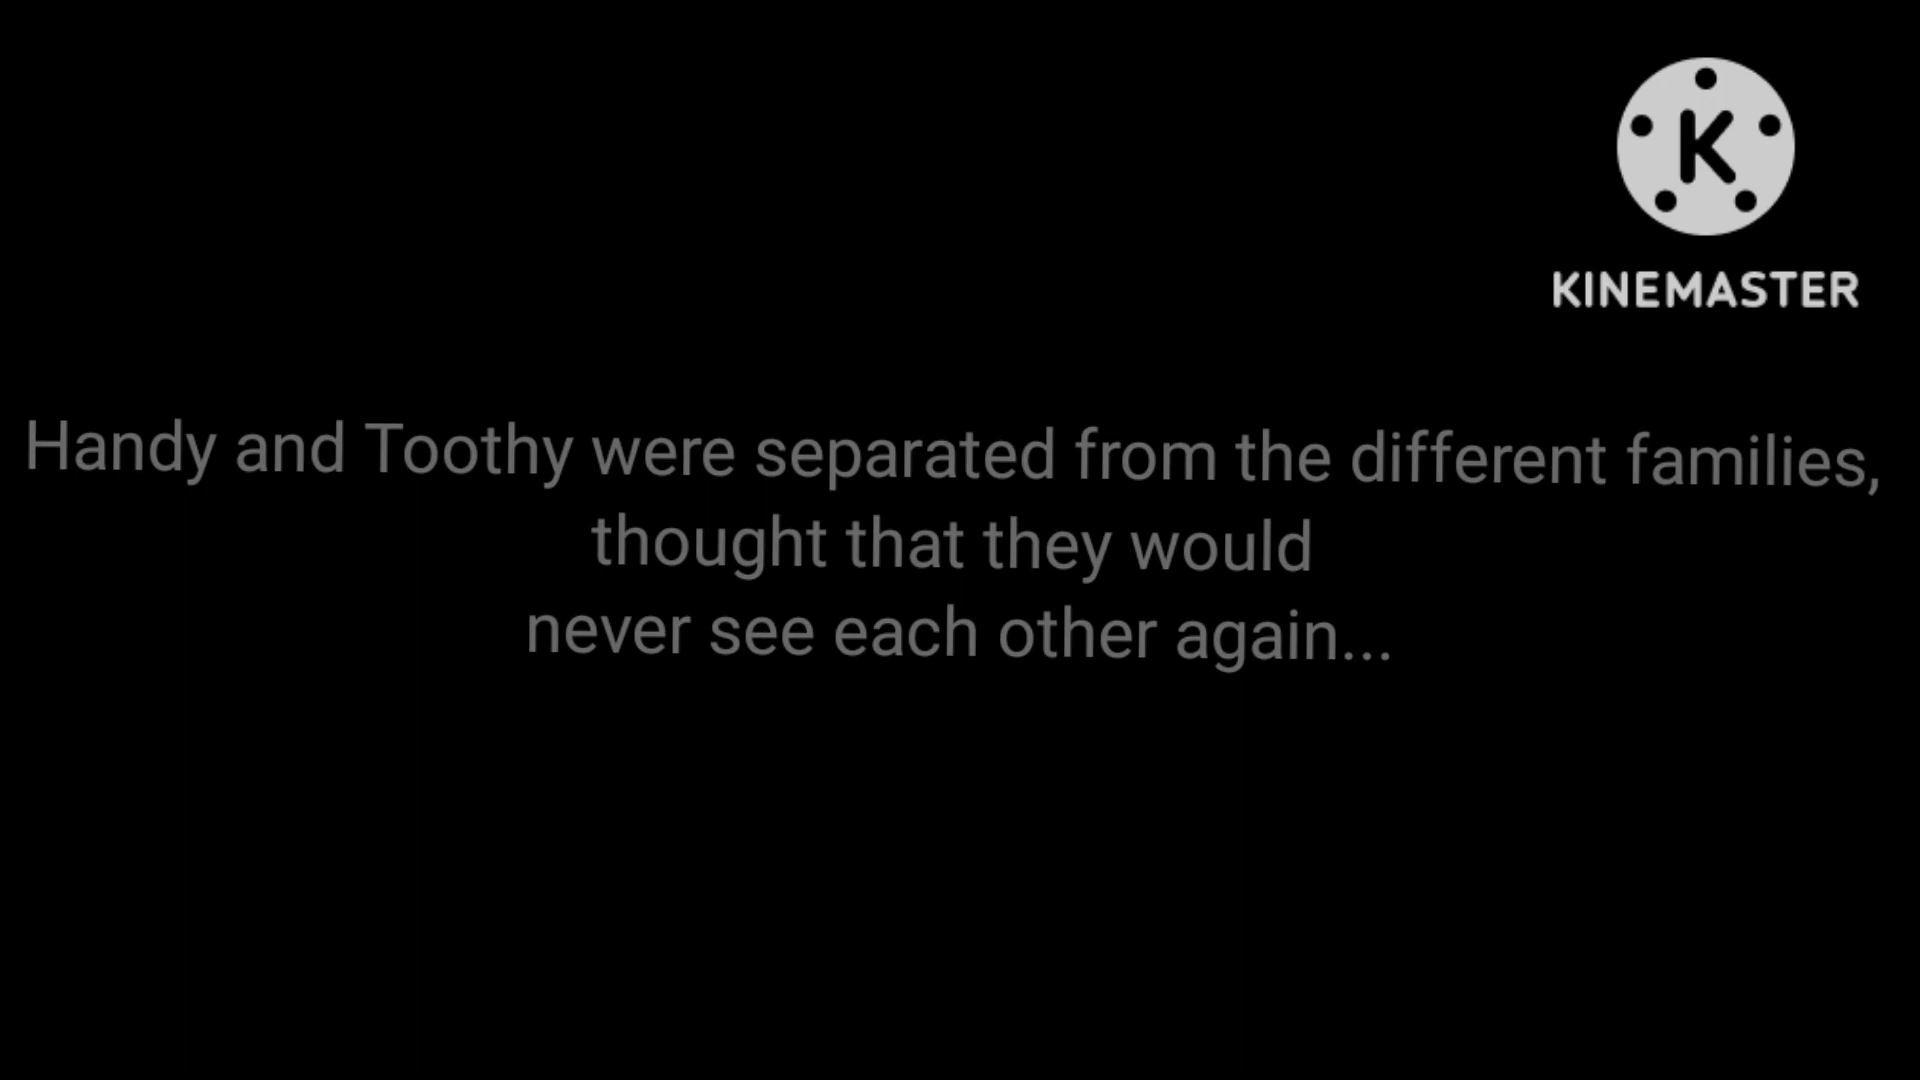 K
KINEMASTER
Handy and Toothy were separated from the different families,
thought that they would
never see each other again...